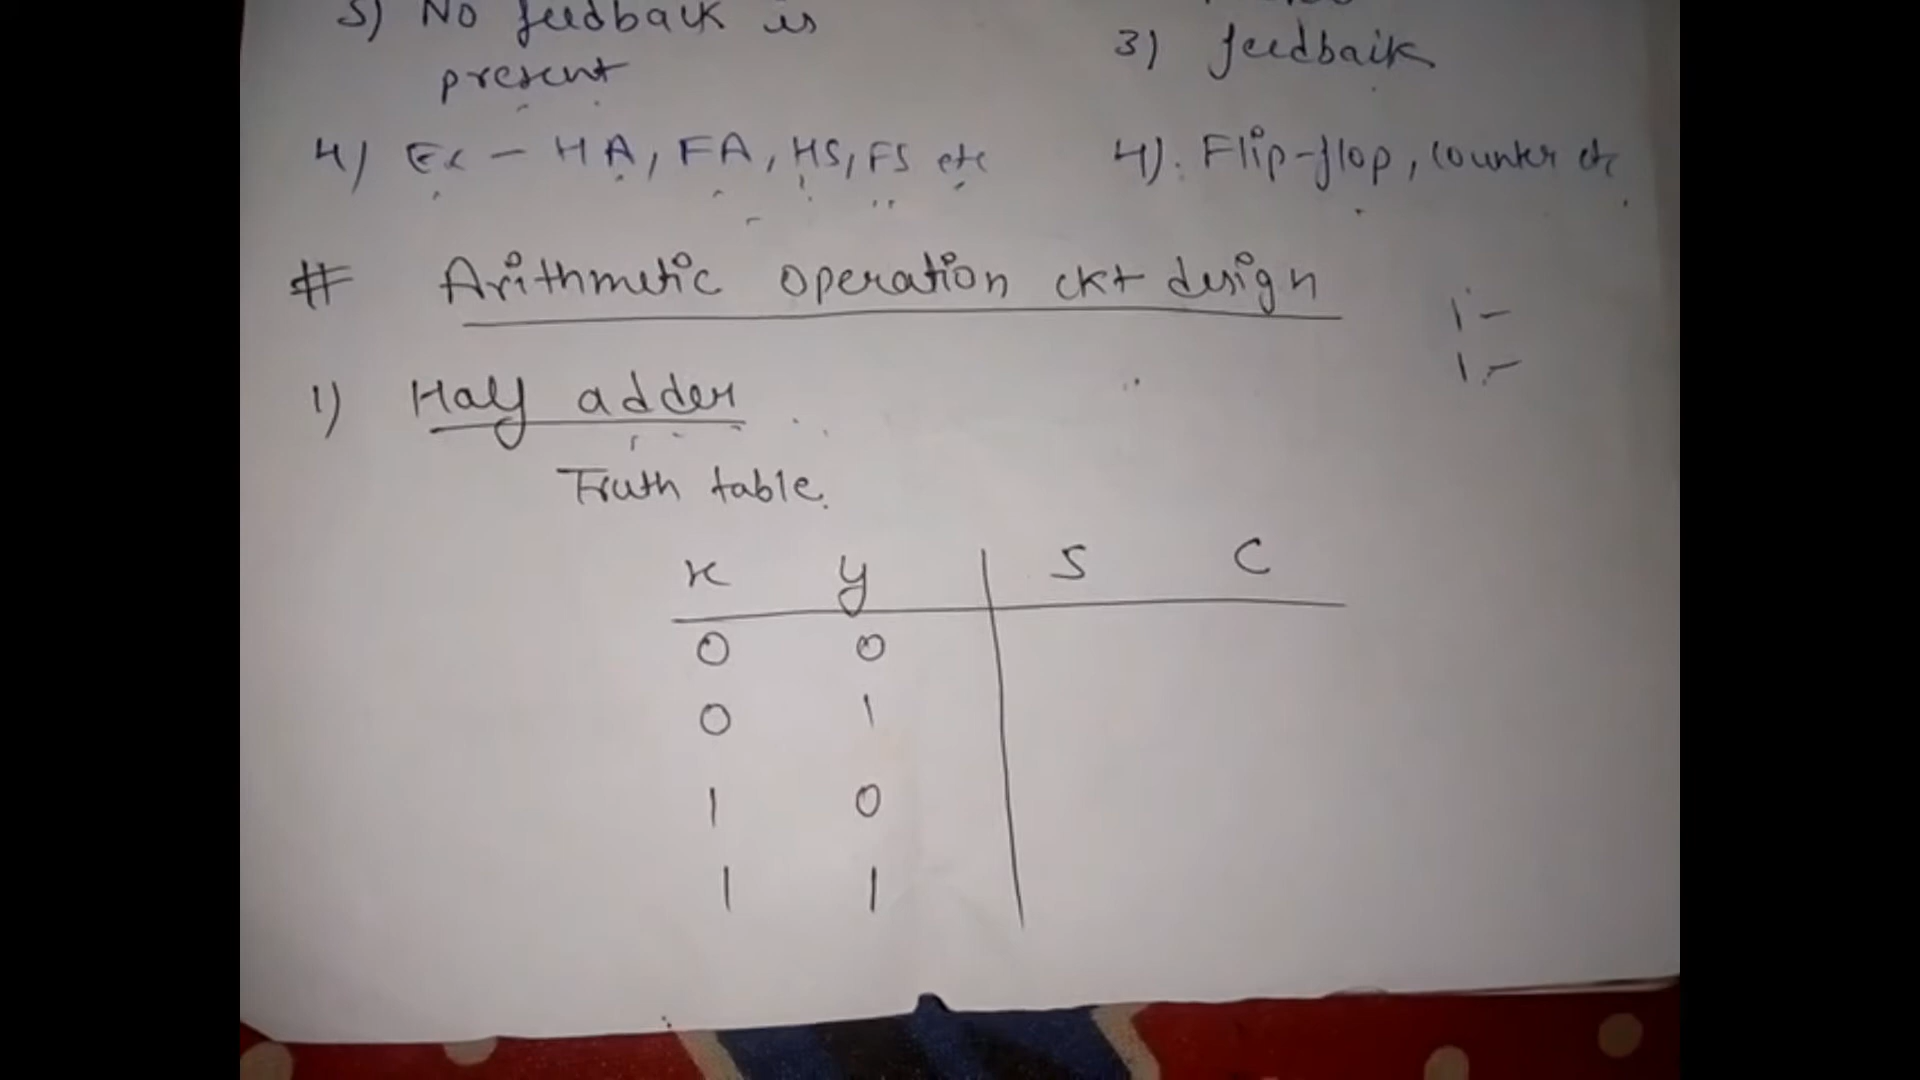 3) No feedback is
present
3) feedback
4) Ex - HA, FA, HS, FS etc
4). Flip-flop, counter etc
# Arithmetic operation ckt design
1) Half adder
Truth table.
x y S C
0 0
0 1
1 0
1 1